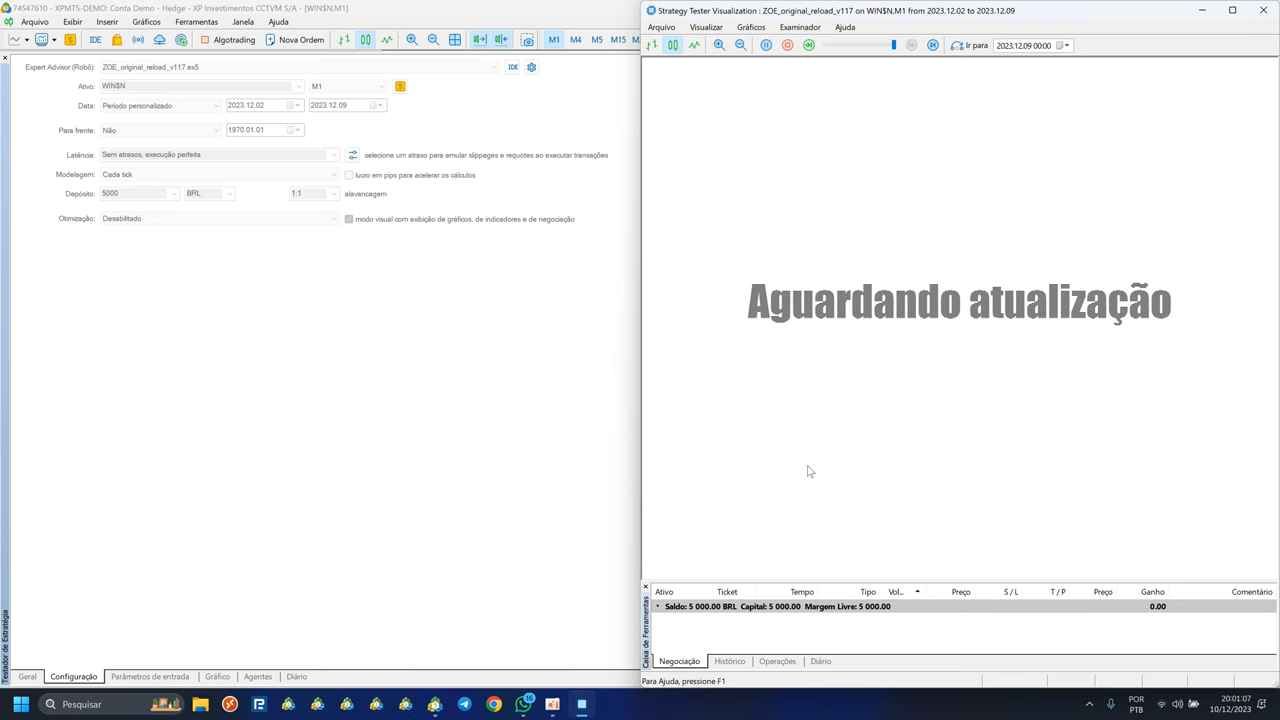 74547610 - XPMT5-DEMO: Conta Demo - Hedge - XP Investimentos CCTVM S/A - [WIN$N,M1]
Arquivo Exibir Inserir Gráficos Ferramentas Janela Ajuda
IDE Algotrading Nova Ordem M1 M4 M5 M15
Expert Advisor (Robô): ZOE_original_reload_v117.ex5 IDE
Ativo: WIN$N M1
Data: Período personalizado 2023.12.02 2023.12.09
Para frente: Não 1970.01.01
Latência: Sem atrasos, execução perfeita selecione um atraso para emular slippages e requotes ao executar transações
Modelagem: Cada tick lucro em pips para acelerar os cálculos
Depósito: 5000 BRL 1:1 alavancagem
Otimização: Desabilitado modo visual com exibição de gráficos, de indicadores e de negociação
Testador de Estratégia
Geral Configuração Parâmetros de entrada Gráfico Agentes Diário
Strategy Tester Visualization : ZOE_original_reload_v117 on WIN$N,M1 from 2023.12.02 to 2023.12.09
Arquivo Visualizar Gráficos Examinador Ajuda
Ir para 2023.12.09 00:00
Aguardando atualização
Ativo Ticket Tempo Tipo Vol... Preço S / L T / P Preço Ganho Comentário
Saldo: 5 000.00 BRL Capital: 5 000.00 Margem Livre: 5 000.00 0.00
Caixa de Ferramentas
Negociação Histórico Operações Diário
Para Ajuda, pressione F1
Pesquisar
16
POR
PTB
20:01:07
10/12/2023